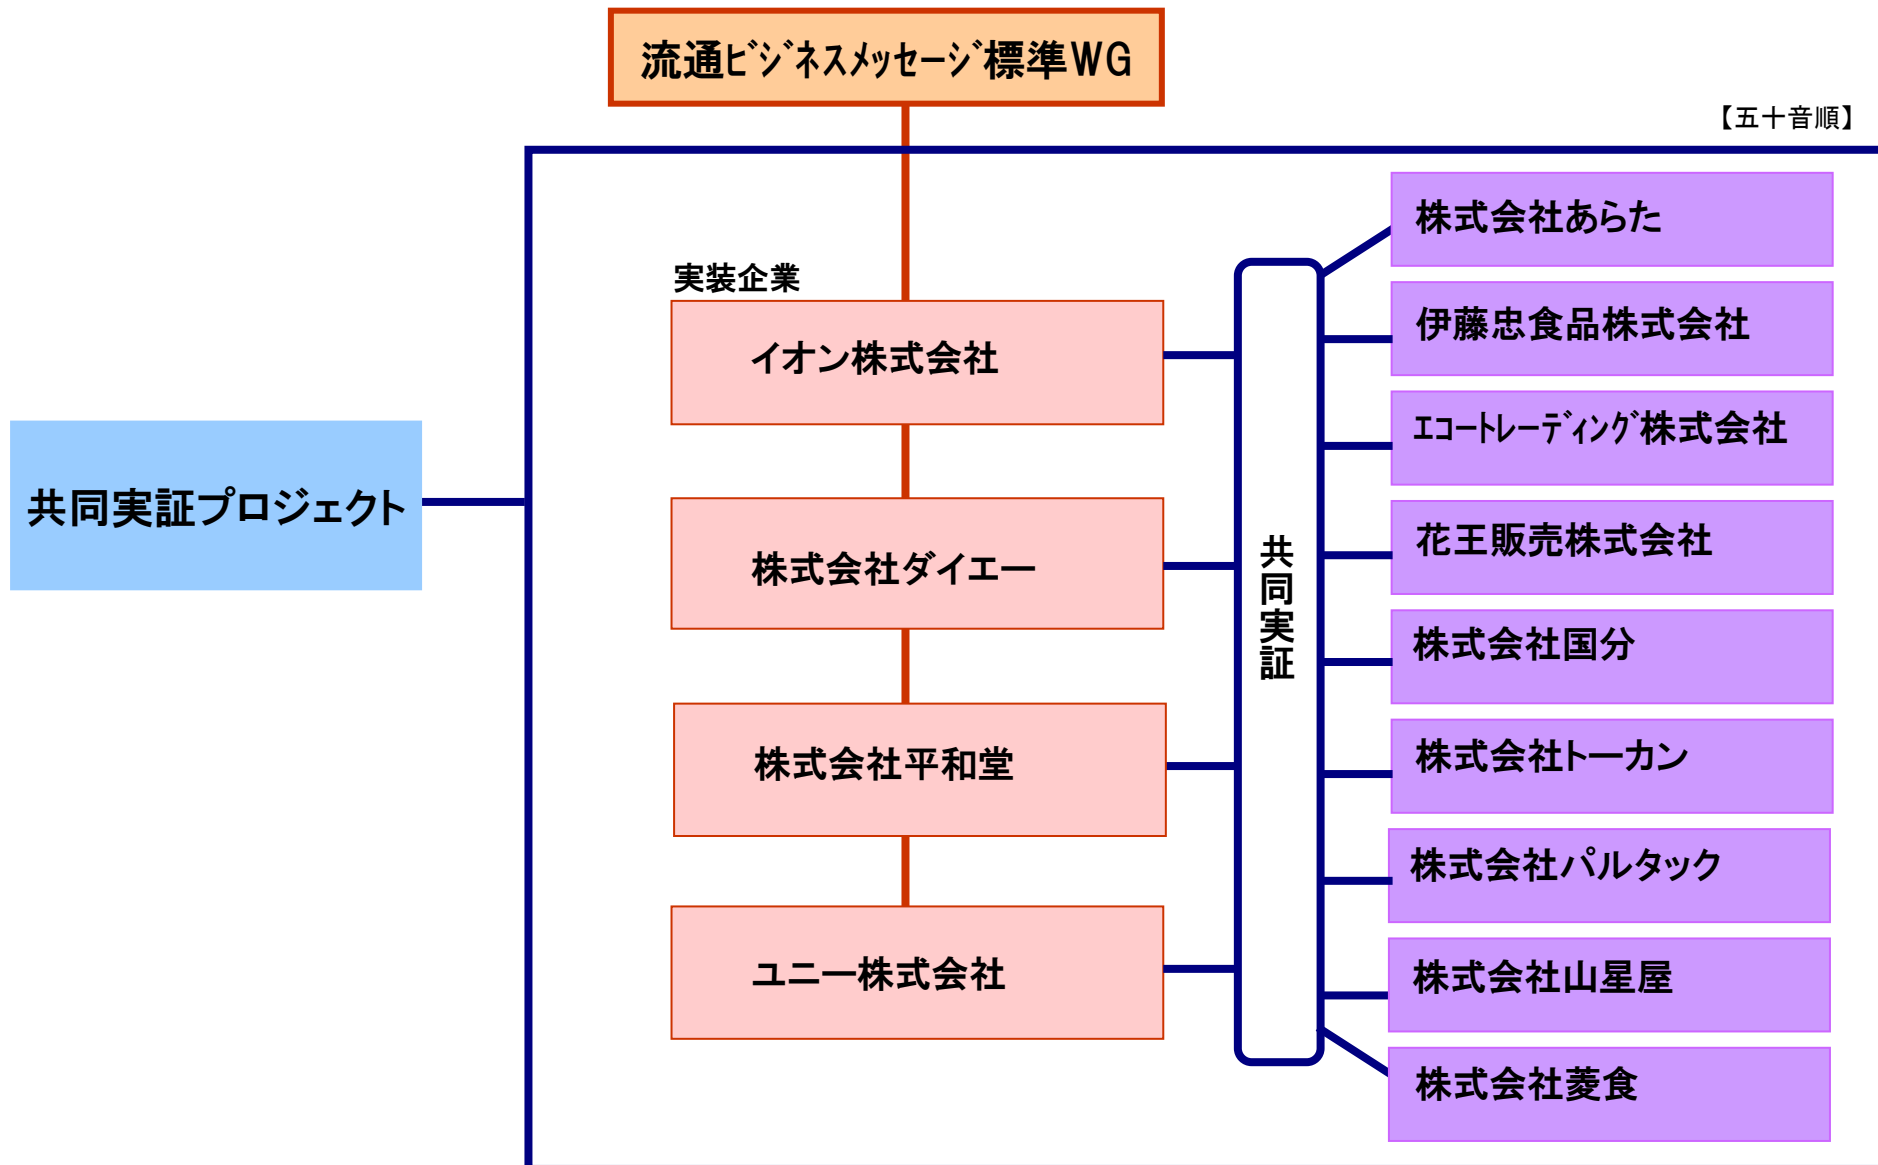 流通ﾋﾞｼﾞﾈｽﾒｯｾｰｼﾞ標準WG
【五十音順】
実装企業
イオン株式会社
株式会社ダイエー
株式会社平和堂
ユニー株式会社
共同実証プロジェクト
共同実証
株式会社あらた
伊藤忠食品株式会社
ｴｺｰﾄﾚｰﾃﾞｨﾝｸﾞ株式会社
花王販売株式会社
株式会社国分
株式会社トーカン
株式会社パルタック
株式会社山星屋
株式会社菱食